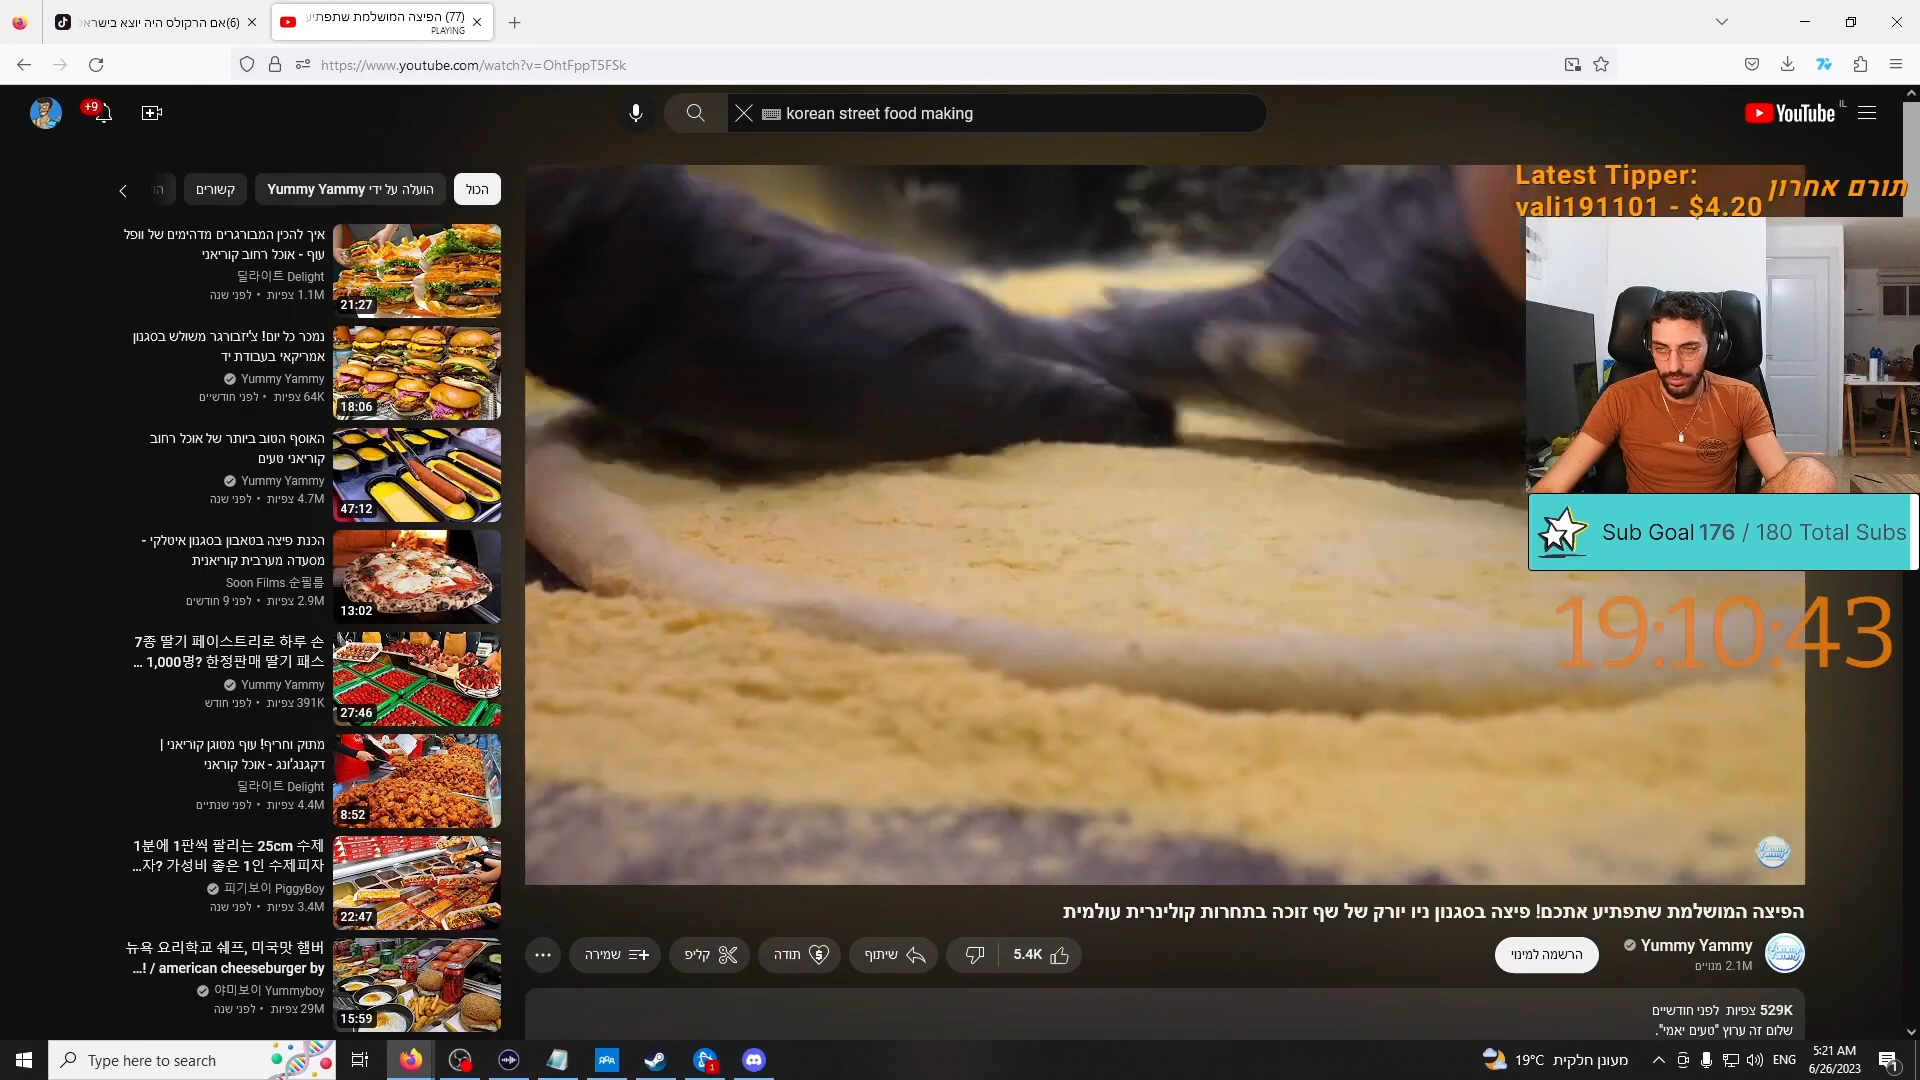 (6)אם הרקולס היה יוצא בישראל
(77) הפיצה המושלמת שתפתיע
PLAYING
https://www.youtube.com/watch?v=OhtFppT5FSk
+9
korean street food making
YouTube IL
הכול
הועלה על ידי Yummy Yammy
קשורים
Latest Tipper:
vali191101 - $4.20
תורם אחרון
איך להכין המבורגרים מדהימים של וופל
עוף - אוכל רחוב קוריאני
딜라이트 Delight
1.1M צפיות • לפני שנה
21:27
נמכר כל יום! צ'יזבורגר משולש בסגנון
אמריקאי בעבודת יד
Yummy Yammy
64K צפיות • לפני חודשיים
18:06
האוסף הטוב ביותר של אוכל רחוב
קוריאני טעים
Yummy Yammy
4.7M צפיות • לפני שנה
47:12
הכנת פיצה בטאבון בסגנון איטלקי -
מסעדה מערבית קוריאנית
Soon Films 순필름
2.9M צפיות • לפני 9 חודשים
13:02
7종 딸기 페이스트리로 하루 손
... 1,000명? 한정판매 딸기 패스
Yummy Yammy
391K צפיות • לפני חודש
27:46
מתוק וחריף! עוף מטוגן קוריאני |
דקגנג'ונג - אוכל קוראני
딜라이트 Delight
4.4M צפיות • לפני שנתיים
8:52
1분에 1판씩 팔리는 25cm 수제
...자? 가성비 좋은 1인 수제피자
피기보이 PiggyBoy
3.4M צפיות • לפני שנה
22:47
뉴욕 요리학교 쉐프, 미국맛 햄버
...! / american cheeseburger by
야미보이 Yummyboy
29M צפיות • לפני שנה
15:59
Sub Goal 176 / 180 Total Subs
19:10:43
Yummy Yammy
הפיצה המושלמת שתפתיע אתכם! פיצה בסגנון ניו יורק של שף זוכה בתחרות קולינרית עולמית
Yummy Yammy
2.1M מנויים
הרשמה למינוי
5.4K
שיתוף
תודה
קליפ
שמירה
529K צפיות לפני חודשיים
שלום זה ערוץ "טעים יאמי".
Type here to search
1
19°C מעונן חלקית
ENG
5:21 AM
6/26/2023
1